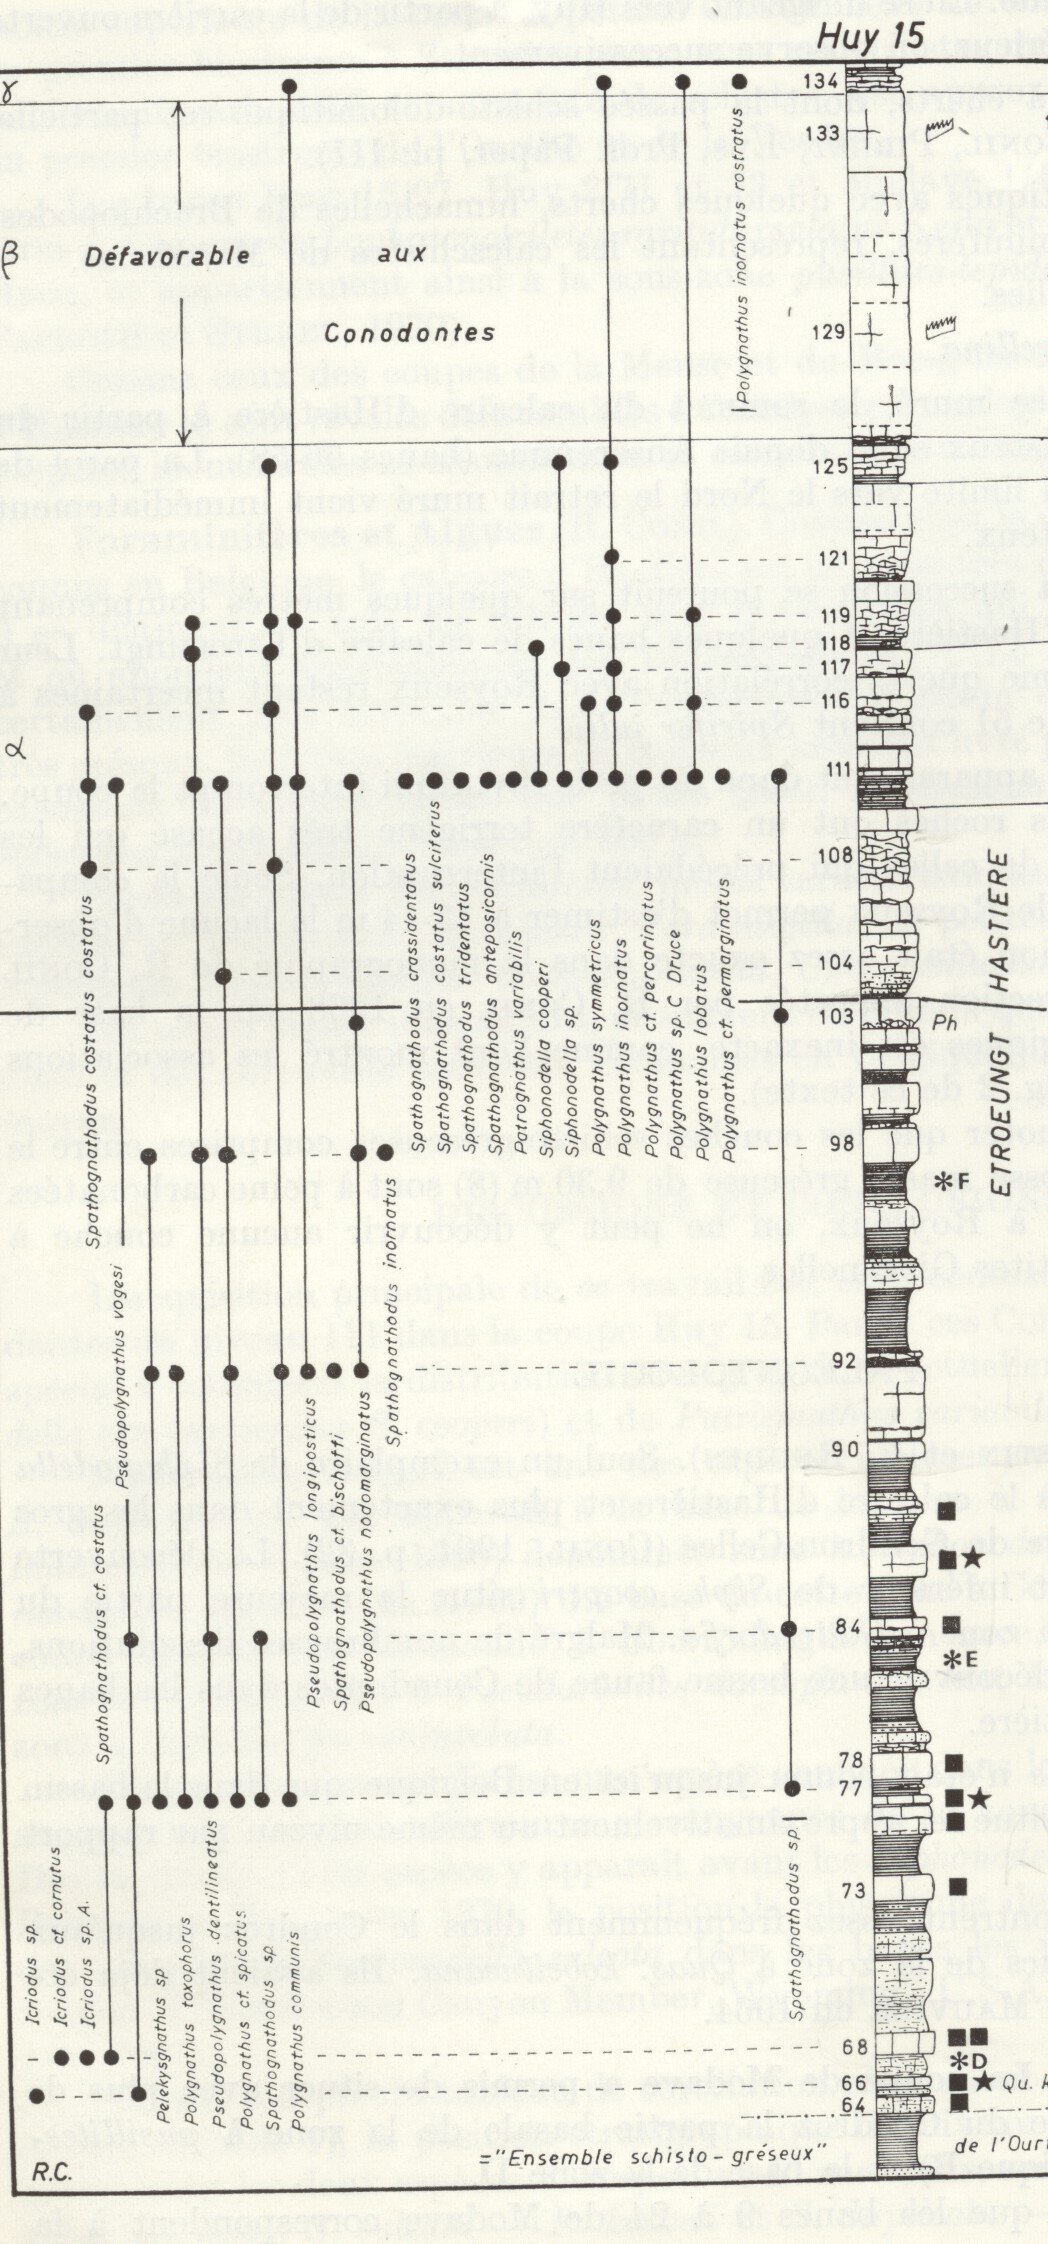 Huy 15
γ
134
133
β
Défavorable aux
Conodontes
129
Polygnathus inornatus rostratus
125
121
119
118
117
116
α
111
108
104
103
Ph
98
*F
ETROEUNGT HASTIERE
Spathognathodus costatus costatus
Spathognathodus crassidentatus
Spathognathodus costatus sulciferus
Spathognathodus tridentatus
Spathognathodus anteposicornis
Patrognathus variabilis
Siphonodella cooperi
Siphonodella sp.
Polygnathus symmetricus
Polygnathus inornatus
Polygnathus cf. percarinatus
Polygnathus sp. C Druce
Polygnathus lobatus
Polygnathus cf. permarginatus
Pseudopolygnathus vogesi
Spathognathodus inornatus
92
90
Spathognathodus cf. costatus
Pseudopolygnathus longiposticus
Spathognathodus cf. bischoffi
Pseudopolygnathus nodomarginatus
84
*E
78
77
73
Icriodus sp.
Icriodus cf cornutus
Icriodus sp. A.
Pelekysgnathus sp
Polygnathus toxophorus
Pseudopolygnathus dentilineatus
Polygnathus cf. spicatus
Spathognathodus sp.
Polygnathus communis
Spathognathodus sp.
68
*D
66
Qu. k
64
="Ensemble schisto-gréseux"
de l'Ourt
R.C.